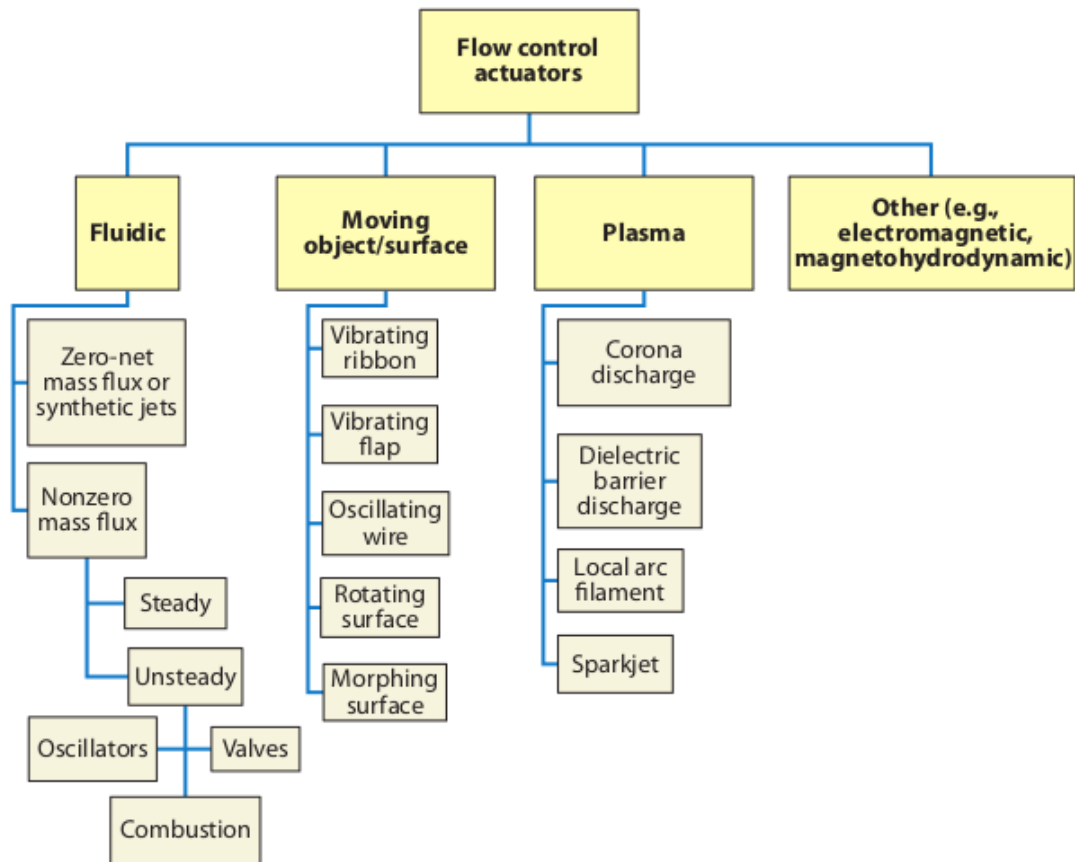 Flow control
actuators
Fluidic
Moving
object/surface
Plasma
Other (e.g.,
electromagnetic,
magnetohydrodynamic)
Zero-net
mass flux or
synthetic jets
Nonzero
mass flux
Steady
Unsteady
Oscillators
Valves
Combustion
Vibrating
ribbon
Vibrating
flap
Oscillating
wire
Rotating
surface
Morphing
surface
Corona
discharge
Dielectric
barrier
discharge
Local arc
filament
Sparkjet